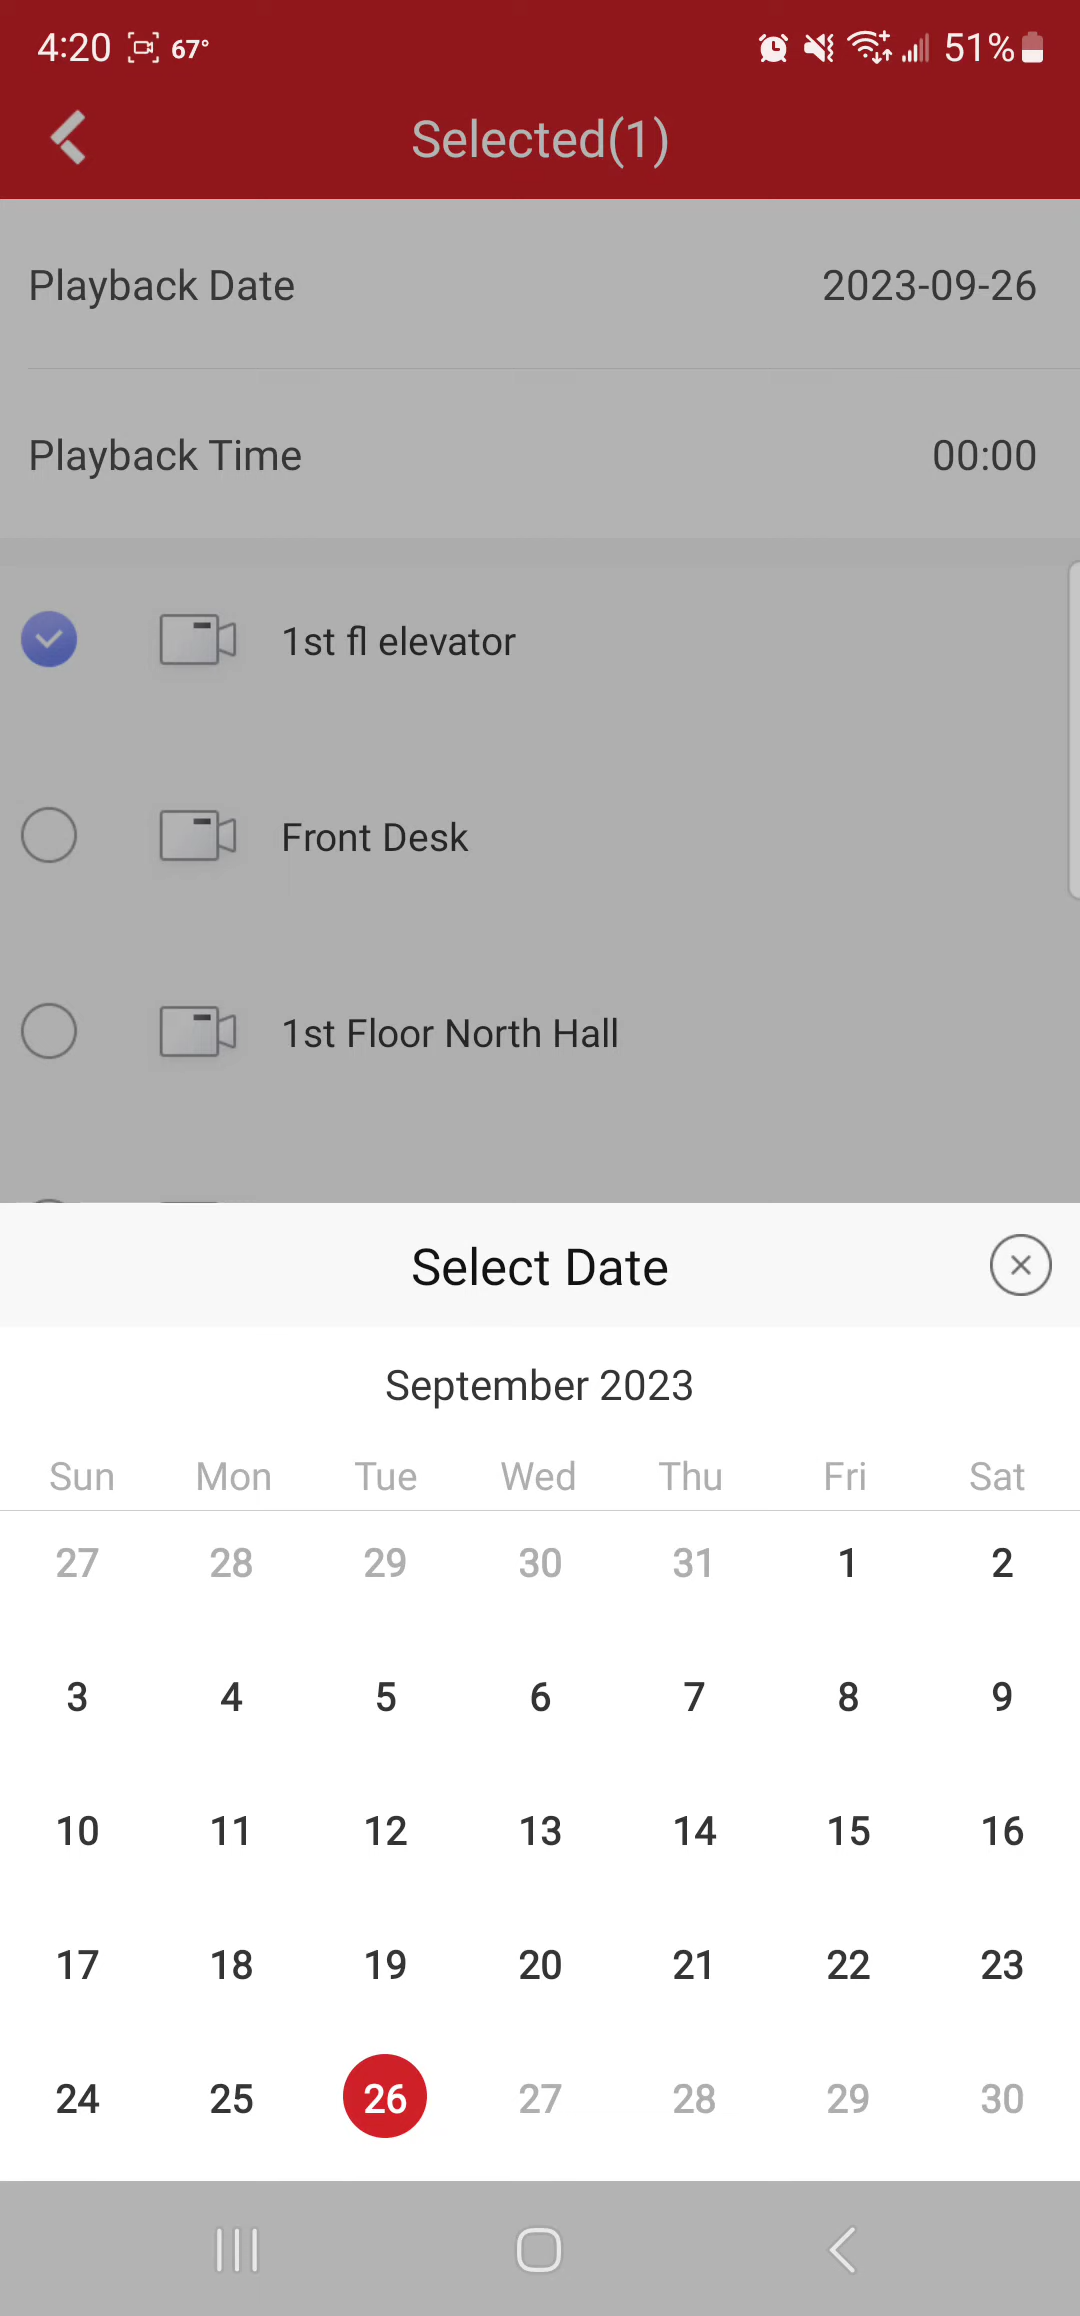 4:20 67° 51%
Selected(1)
Playback Date 2023-09-26
Playback Time 00:00
1st fl elevator
Front Desk
1st Floor North Hall
Select Date
September 2023
Sun Mon Tue Wed Thu Fri Sat
27 28 29 30 31 1 2
3 4 5 6 7 8 9
10 11 12 13 14 15 16
17 18 19 20 21 22 23
24 25 26 27 28 29 30